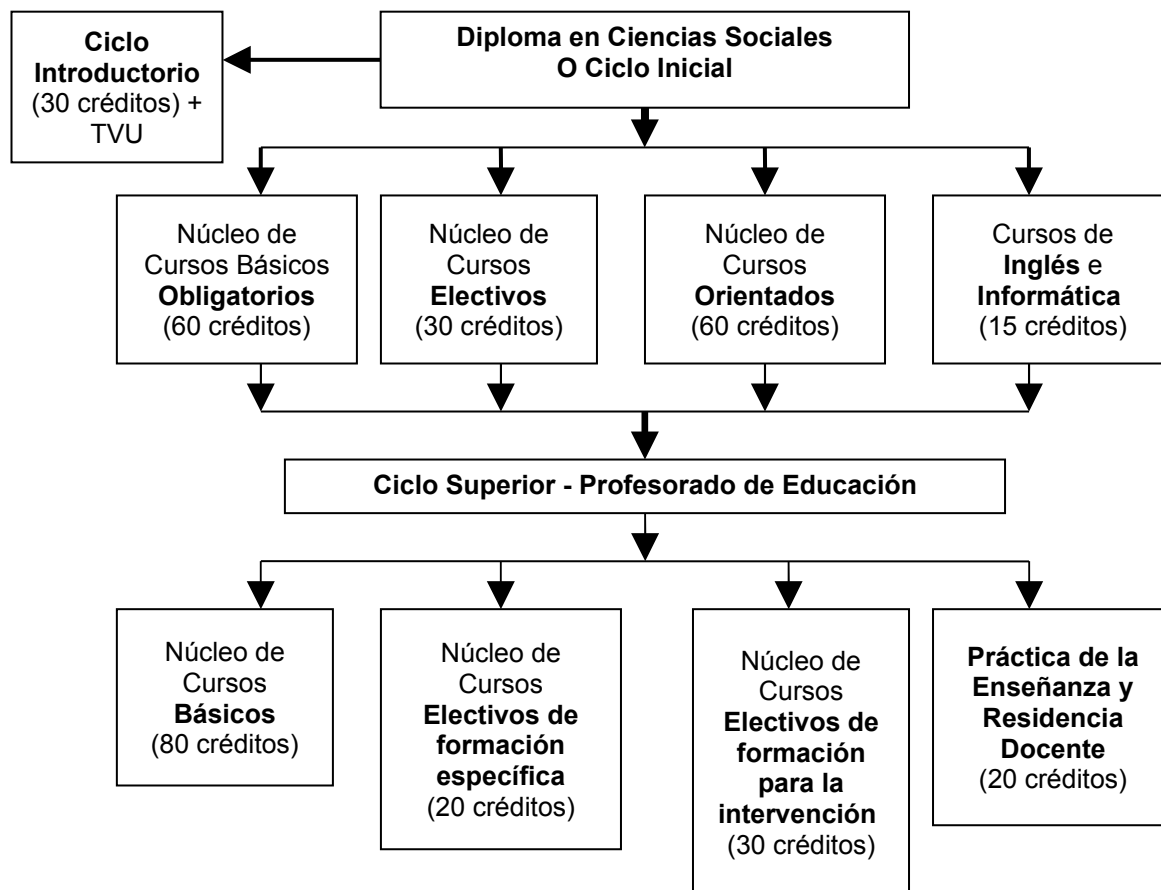 Ciclo
Introductorio
(30 créditos) +
TVU
Diploma en Ciencias Sociales
O Ciclo Inicial
Núcleo de
Cursos Básicos
Obligatorios
(60 créditos)
Núcleo de
Cursos
Electivos
(30 créditos)
Núcleo de
Cursos
Orientados
(60 créditos)
Cursos de
Inglés e
Informática
(15 créditos)
Ciclo Superior - Profesorado de Educación
Núcleo de
Cursos
Básicos
(80 créditos)
Núcleo de
Cursos
Electivos de
formación
específica
(20 créditos)
Núcleo de
Cursos
Electivos de
formación
para la
intervención
(30 créditos)
Práctica de la
Enseñanza y
Residencia
Docente
(20 créditos)